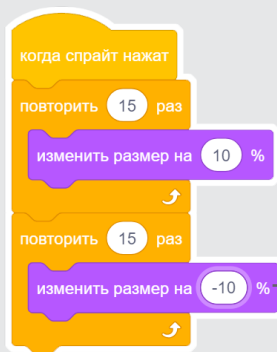 когда спрайт нажат
повторить 15 раз
изменить размер на 10 %
повторить 15 раз
изменить размер на -10 %